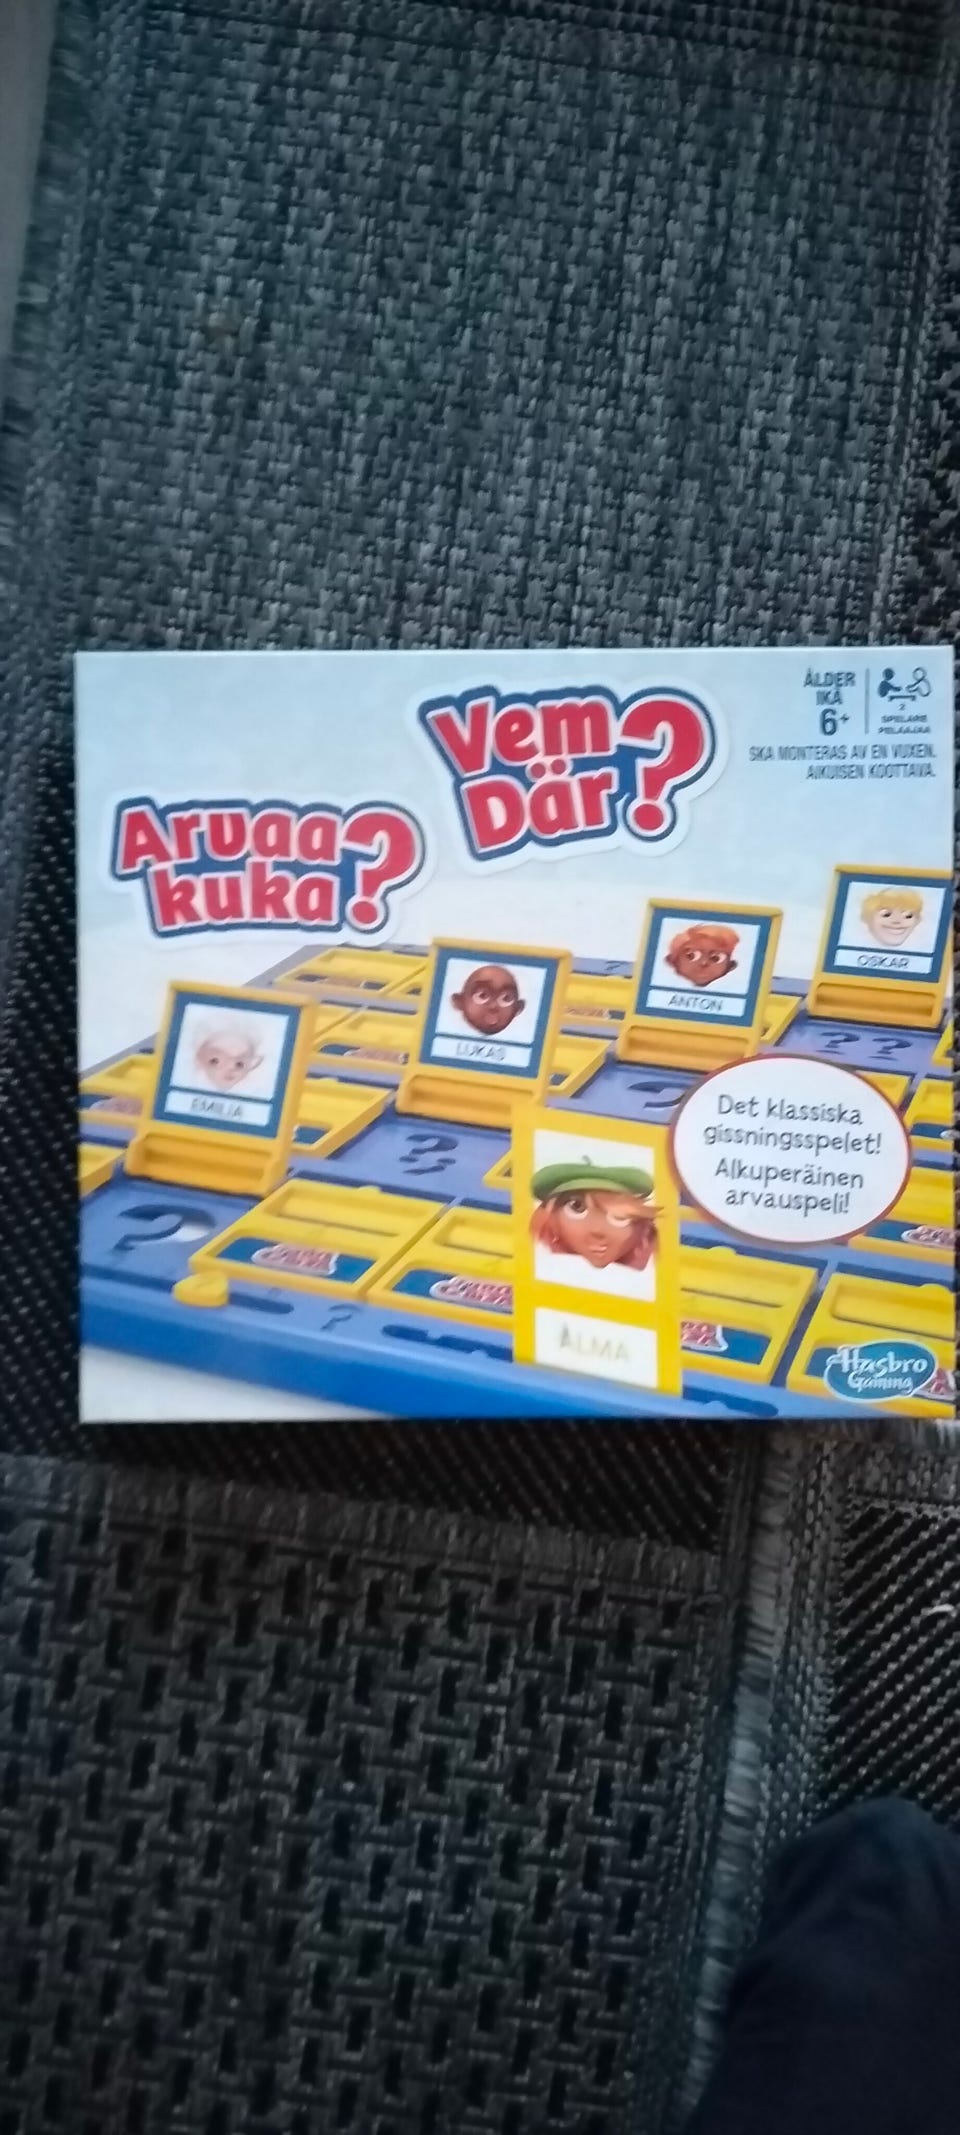 Vem
Där?
Arvaa
kuka?
ÅLDER
IKÄ
6+
2
SPELARE
PELAAJAA
SKA MONTERAS AV EN VUXEN.
AIKUISEN KOOTTAVA.
OSKAR
ANTON
LUKAS
EMILIA
Det klassiska
gissningsspelet!
Alkuperäinen
arvauspeli!
ALMA
Hasbro
Gaming